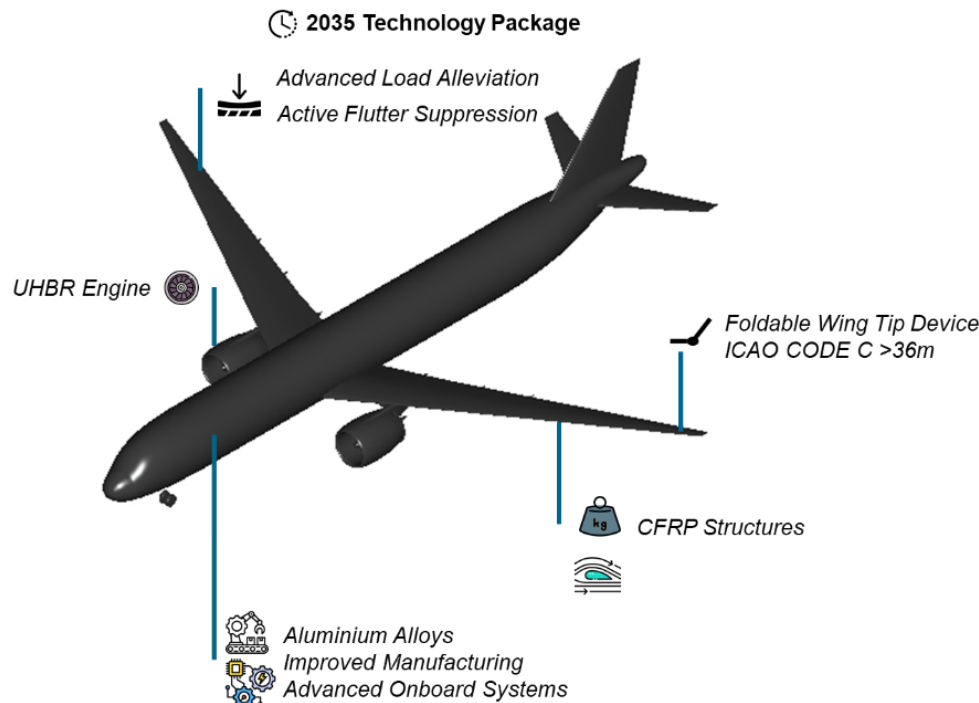 2035 Technology Package
Advanced Load Alleviation
Active Flutter Suppression
UHBR Engine
Foldable Wing Tip Device
ICAO CODE C >36m
kg
CFRP Structures
Aluminium Alloys
Improved Manufacturing
Advanced Onboard Systems